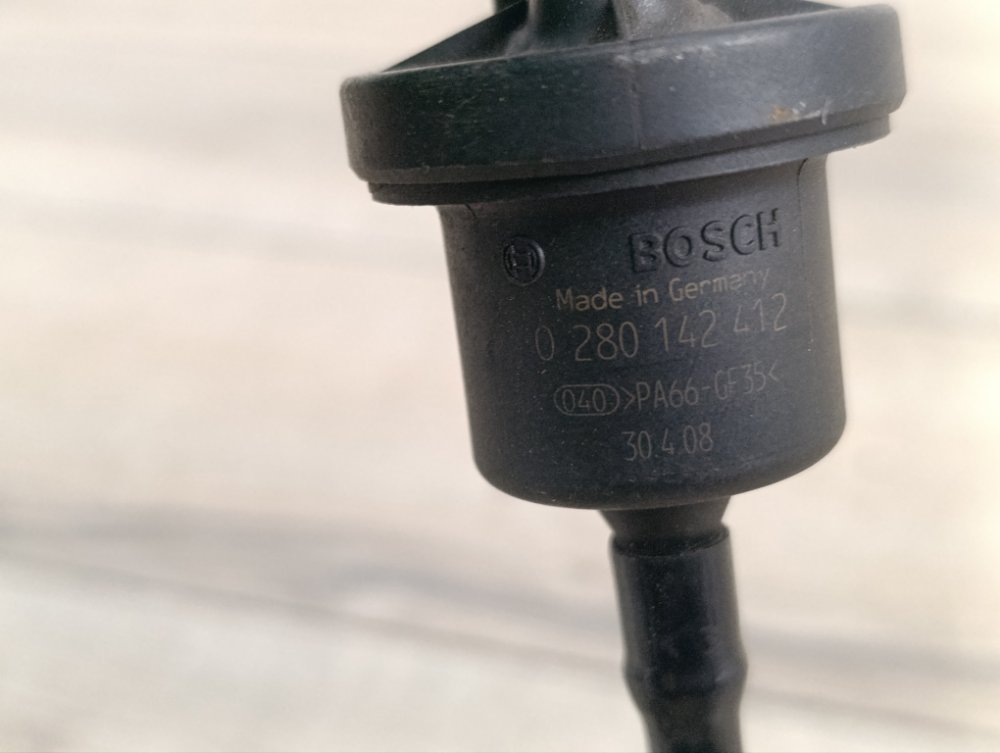 BOSCH
Made in Germany
0 280 142 412
040 >PA66-GF35<
30.4.08